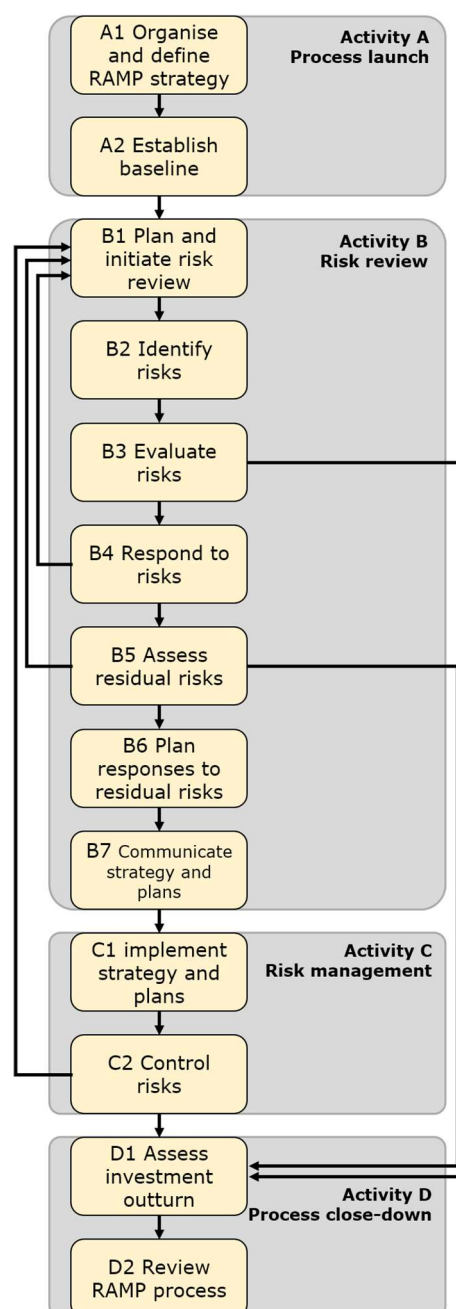 A1 Organise
and define
RAMP strategy
Activity A
Process launch
A2 Establish
baseline
B1 Plan and
initiate risk
review
Activity B
Risk review
B2 Identify
risks
B3 Evaluate
risks
B4 Respond to
risks
B5 Assess
residual risks
B6 Plan
responses to
residual risks
B7 Communicate
strategy and
plans
C1 implement
strategy and
plans
Activity C
Risk management
C2 Control
risks
D1 Assess
investment
outturn
Activity D
Process close-down
D2 Review
RAMP process